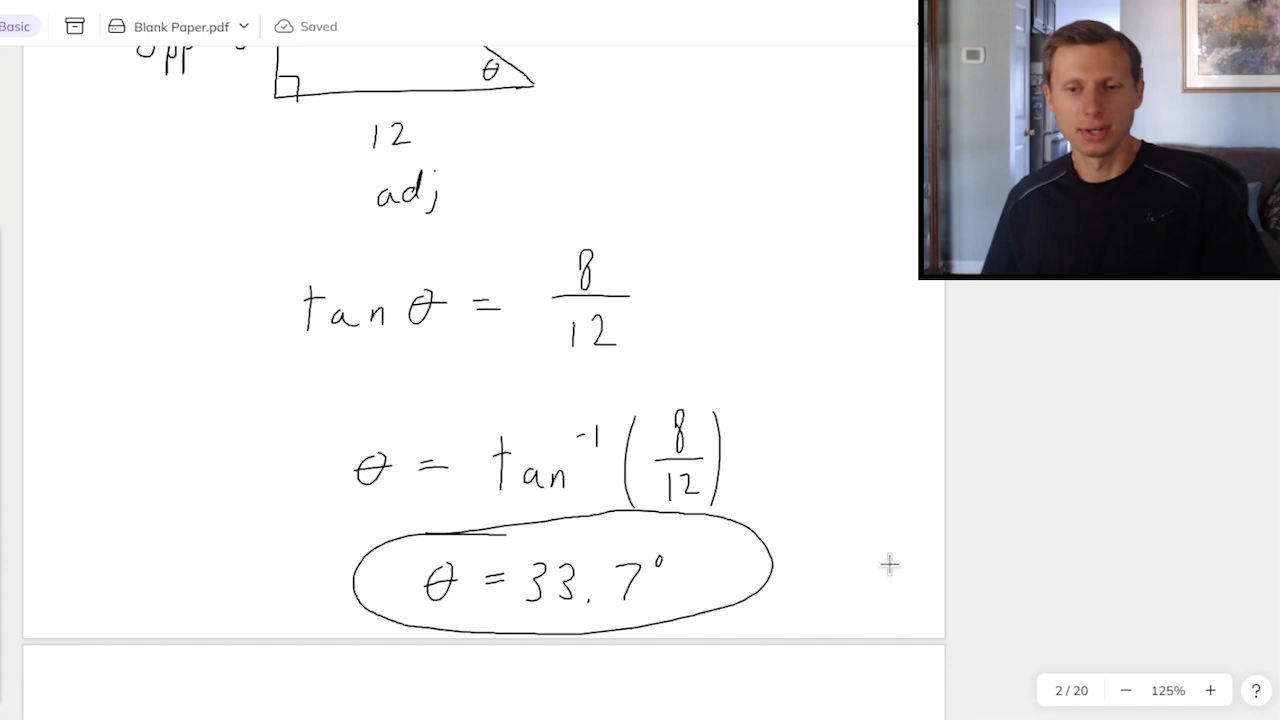 Basic Blank Paper.pdf Saved
opp
θ
12
adj
tan θ = 8/12
θ = tan⁻¹ (8/12)
θ = 33.7°
2 / 20 − 125% + ?